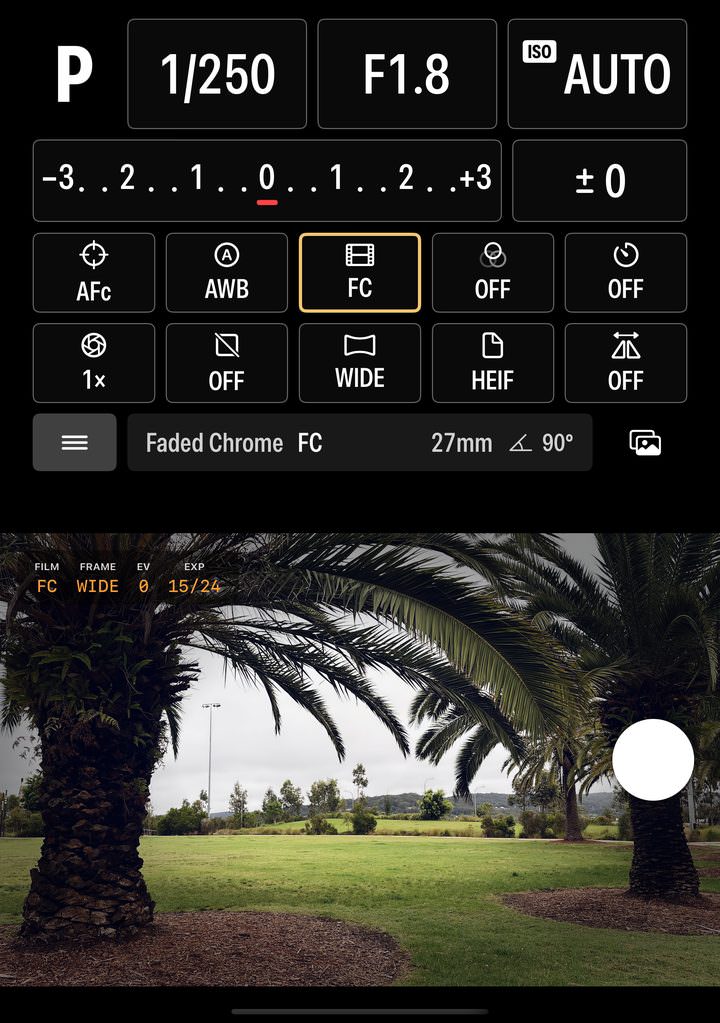 P 1/250 F1.8 ISO AUTO
−3. . 2 . . 1 . . 0 . . 1 . . 2 . .+3 ± 0
AFc A AWB FC OFF OFF
1x OFF WIDE HEIF OFF
Faded Chrome FC 27mm 90°
FILM FRAME EV EXP
FC WIDE 0 15/24